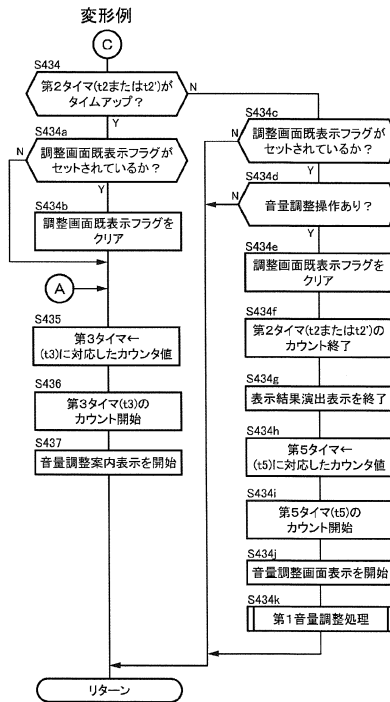 変形例
C
S434
第2タイマ(t2またはt2')が
タイムアップ？
N
Y
S434a
N
調整画面既表示フラグが
セットされているか？
Y
S434b
調整画面既表示フラグを
クリア
A
S435
第3タイマ←
(t3)に対応したカウンタ値
S436
第3タイマ(t3)の
カウント開始
S437
音量調整案内表示を開始
S434c
N
調整画面既表示フラグが
セットされているか？
Y
S434d
N
音量調整操作あり？
Y
S434e
調整画面既表示フラグを
クリア
S434f
第2タイマ(t2またはt2')の
カウント終了
S434g
表示結果演出表示を終了
S434h
第5タイマ←
(t5)に対応したカウンタ値
S434i
第5タイマ(t5)の
カウント開始
S434j
音量調整画面表示を開始
S434k
第1音量調整処理
リターン